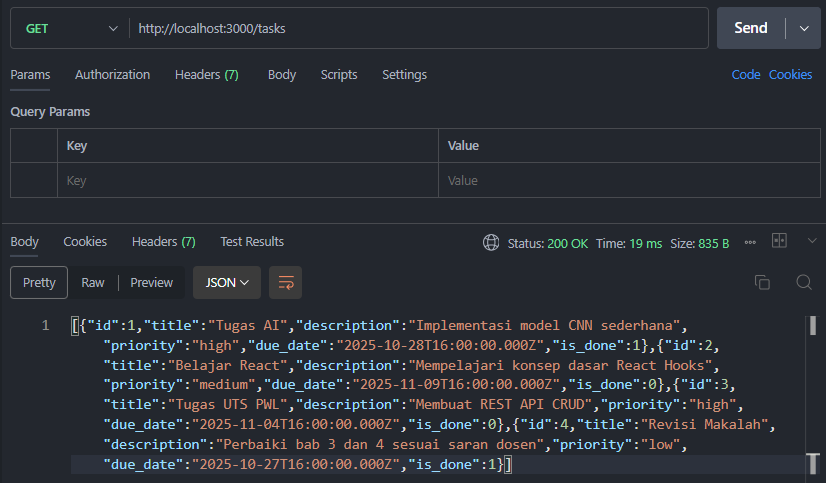 GET http://localhost:3000/tasks Send
Params Authorization Headers (7) Body Scripts Settings Code Cookies
Query Params
Key Value
Key Value
Body Cookies Headers (7) Test Results Status: 200 OK Time: 19 ms Size: 835 B
Pretty Raw Preview JSON
1 [{"id":1,"title":"Tugas AI","description":"Implementasi model CNN sederhana",
"priority":"high","due_date":"2025-10-28T16:00:00.000Z","is_done":1},{"id":2,
"title":"Belajar React","description":"Mempelajari konsep dasar React Hooks",
"priority":"medium","due_date":"2025-11-09T16:00:00.000Z","is_done":0},{"id":3,
"title":"Tugas UTS PWL","description":"Membuat REST API CRUD","priority":"high",
"due_date":"2025-11-04T16:00:00.000Z","is_done":0},{"id":4,"title":"Revisi Makalah",
"description":"Perbaiki bab 3 dan 4 sesuai saran dosen","priority":"low",
"due_date":"2025-10-27T16:00:00.000Z","is_done":1}]